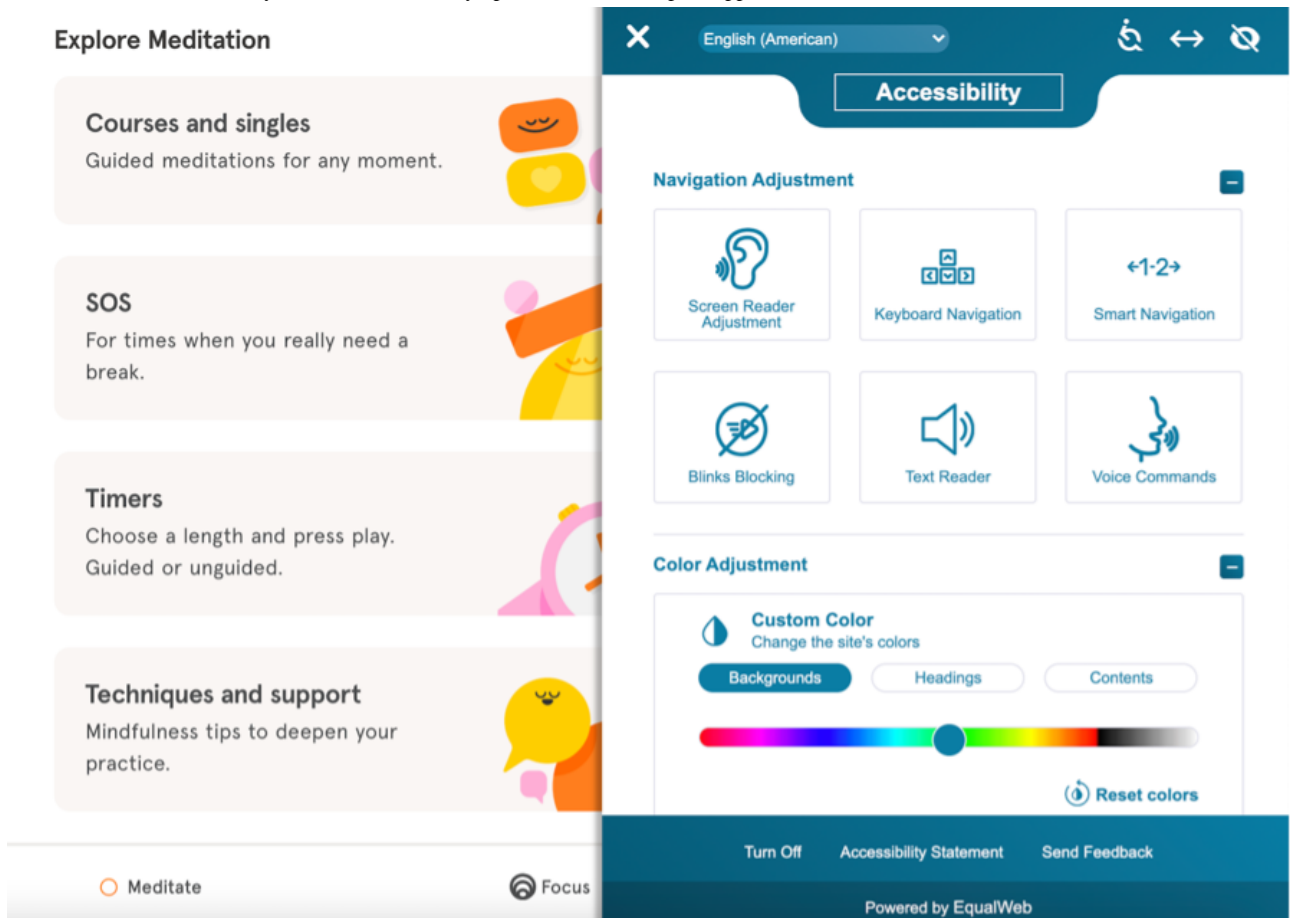 Explore Meditation
Courses and singles
Guided meditations for any moment.
SOS
For times when you really need a
break.
Timers
Choose a length and press play.
Guided or unguided.
Techniques and support
Mindfulness tips to deepen your
practice.
Meditate
Focus
English (American)
Accessibility
Navigation Adjustment
Screen Reader
Adjustment
Keyboard Navigation
←1-2→
Smart Navigation
Blinks Blocking
Text Reader
Voice Commands
Color Adjustment
Custom Color
Change the site's colors
Backgrounds
Headings
Contents
Reset colors
Turn Off
Accessibility Statement
Send Feedback
Powered by EqualWeb